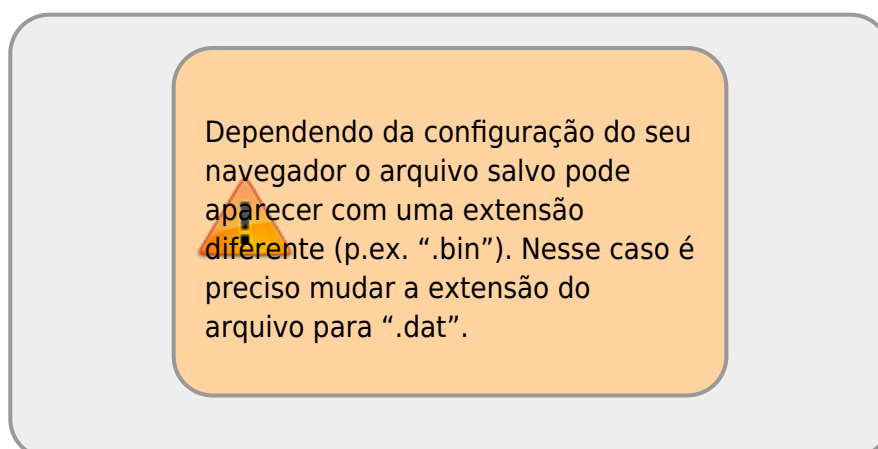 Dependendo da configuração do seu
navegador o arquivo salvo pode
aparecer com uma extensão
diferente (p.ex. “.bin”). Nesse caso é
preciso mudar a extensão do
arquivo para “.dat”.